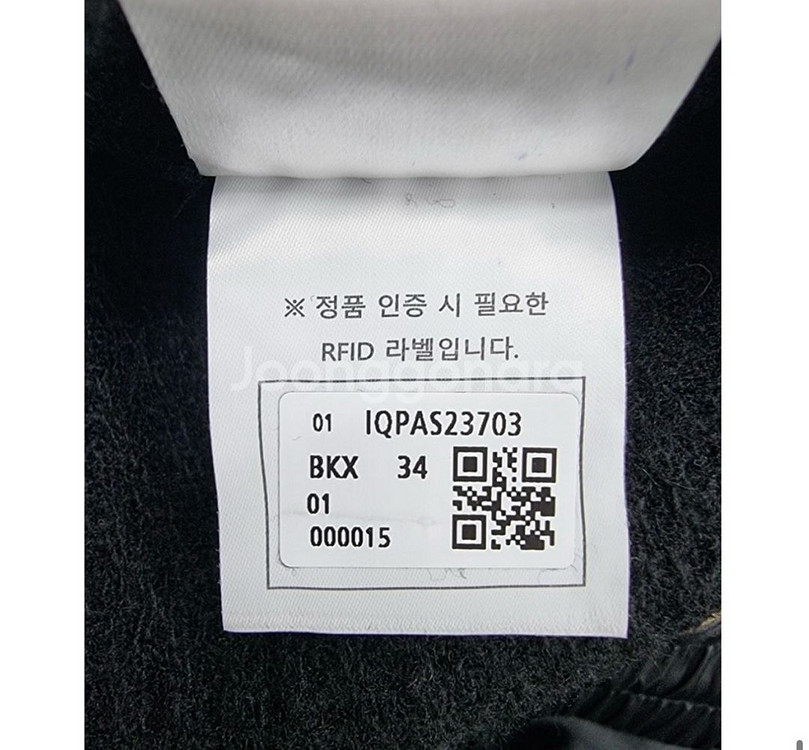 ※ 정품 인증 시 필요한
RFID 라벨입니다.
Joonggonara
01 IQPAS23703
BKX 34
01
000015